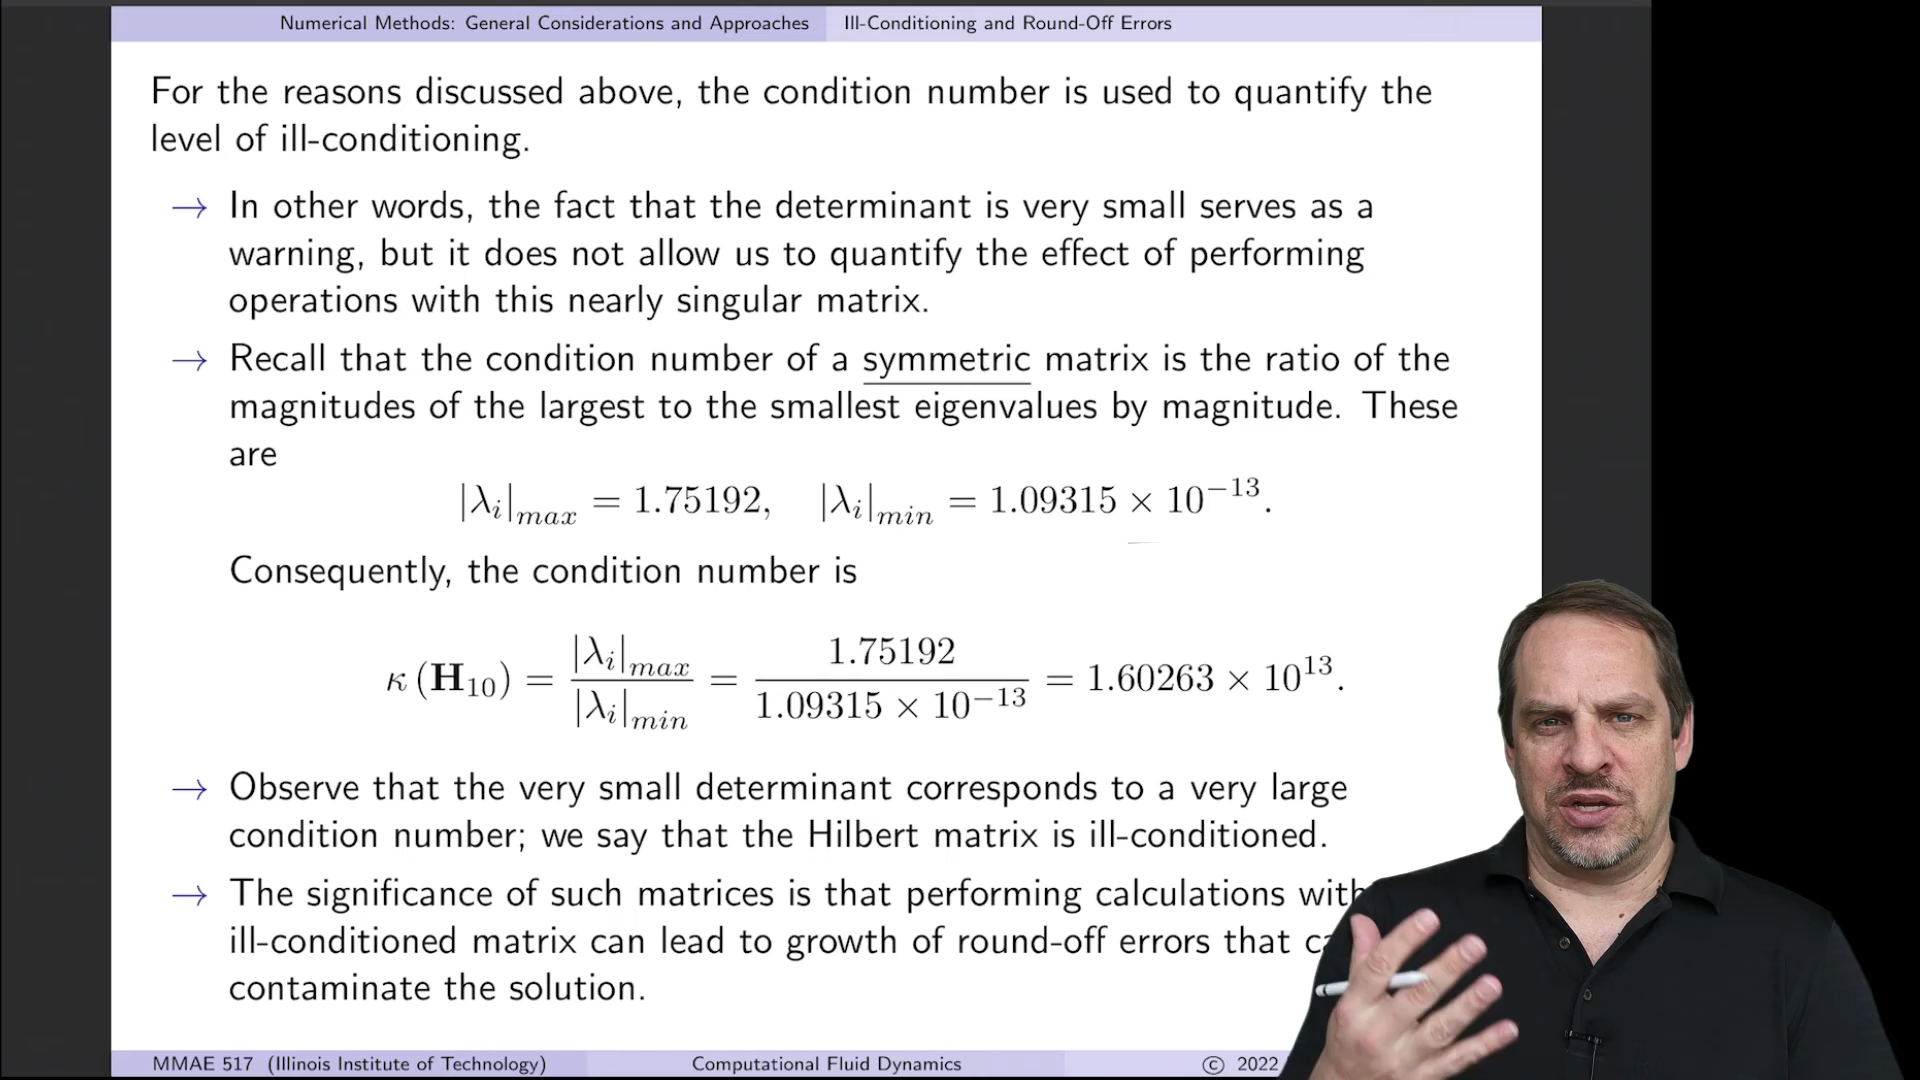 Numerical Methods: General Considerations and Approaches Ill-Conditioning and Round-Off Errors
For the reasons discussed above, the condition number is used to quantify the
level of ill-conditioning.
→ In other words, the fact that the determinant is very small serves as a
warning, but it does not allow us to quantify the effect of performing
operations with this nearly singular matrix.
→ Recall that the condition number of a symmetric matrix is the ratio of the
magnitudes of the largest to the smallest eigenvalues by magnitude. These
are
|λᵢ|ₘₐₓ = 1.75192, |λᵢ|ₘᵢₙ = 1.09315 × 10⁻¹³.
Consequently, the condition number is
κ (H₁₀) = |λᵢ|ₘₐₓ / |λᵢ|ₘᵢₙ = 1.75192 / 1.09315 × 10⁻¹³ = 1.60263 × 10¹³.
→ Observe that the very small determinant corresponds to a very large
condition number; we say that the Hilbert matrix is ill-conditioned.
→ The significance of such matrices is that performing calculations with
ill-conditioned matrix can lead to growth of round-off errors that
contaminate the solution.
MMAE 517 (Illinois Institute of Technology) Computational Fluid Dynamics © 2022